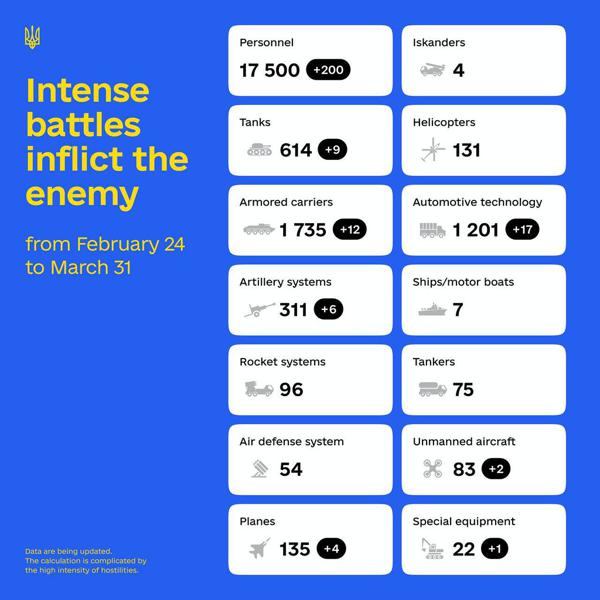 Intense
battles
inflict the
enemy
from February 24
to March 31
Data are being updated.
The calculation is complicated by
the high intensity of hostilities.
Personnel
17 500 +200
Iskanders
4
Tanks
614 +9
Helicopters
131
Armored carriers
1 735 +12
Automotive technology
1 201 +17
Artillery systems
311 +6
Ships/motor boats
7
Rocket systems
96
Tankers
75
Air defense system
54
Unmanned aircraft
83 +2
Planes
135 +4
Special equipment
22 +1